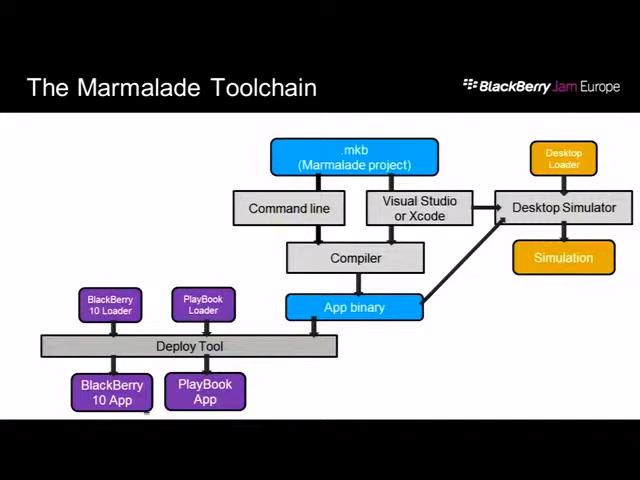 The Marmalade Toolchain
BlackBerry Jam Europe
.mkb
(Marmalade project)
Desktop
Loader
Command line
Visual Studio
or Xcode
Desktop Simulator
Compiler
Simulation
BlackBerry
10 Loader
PlayBook
Loader
App binary
Deploy Tool
BlackBerry
10 App
PlayBook
App